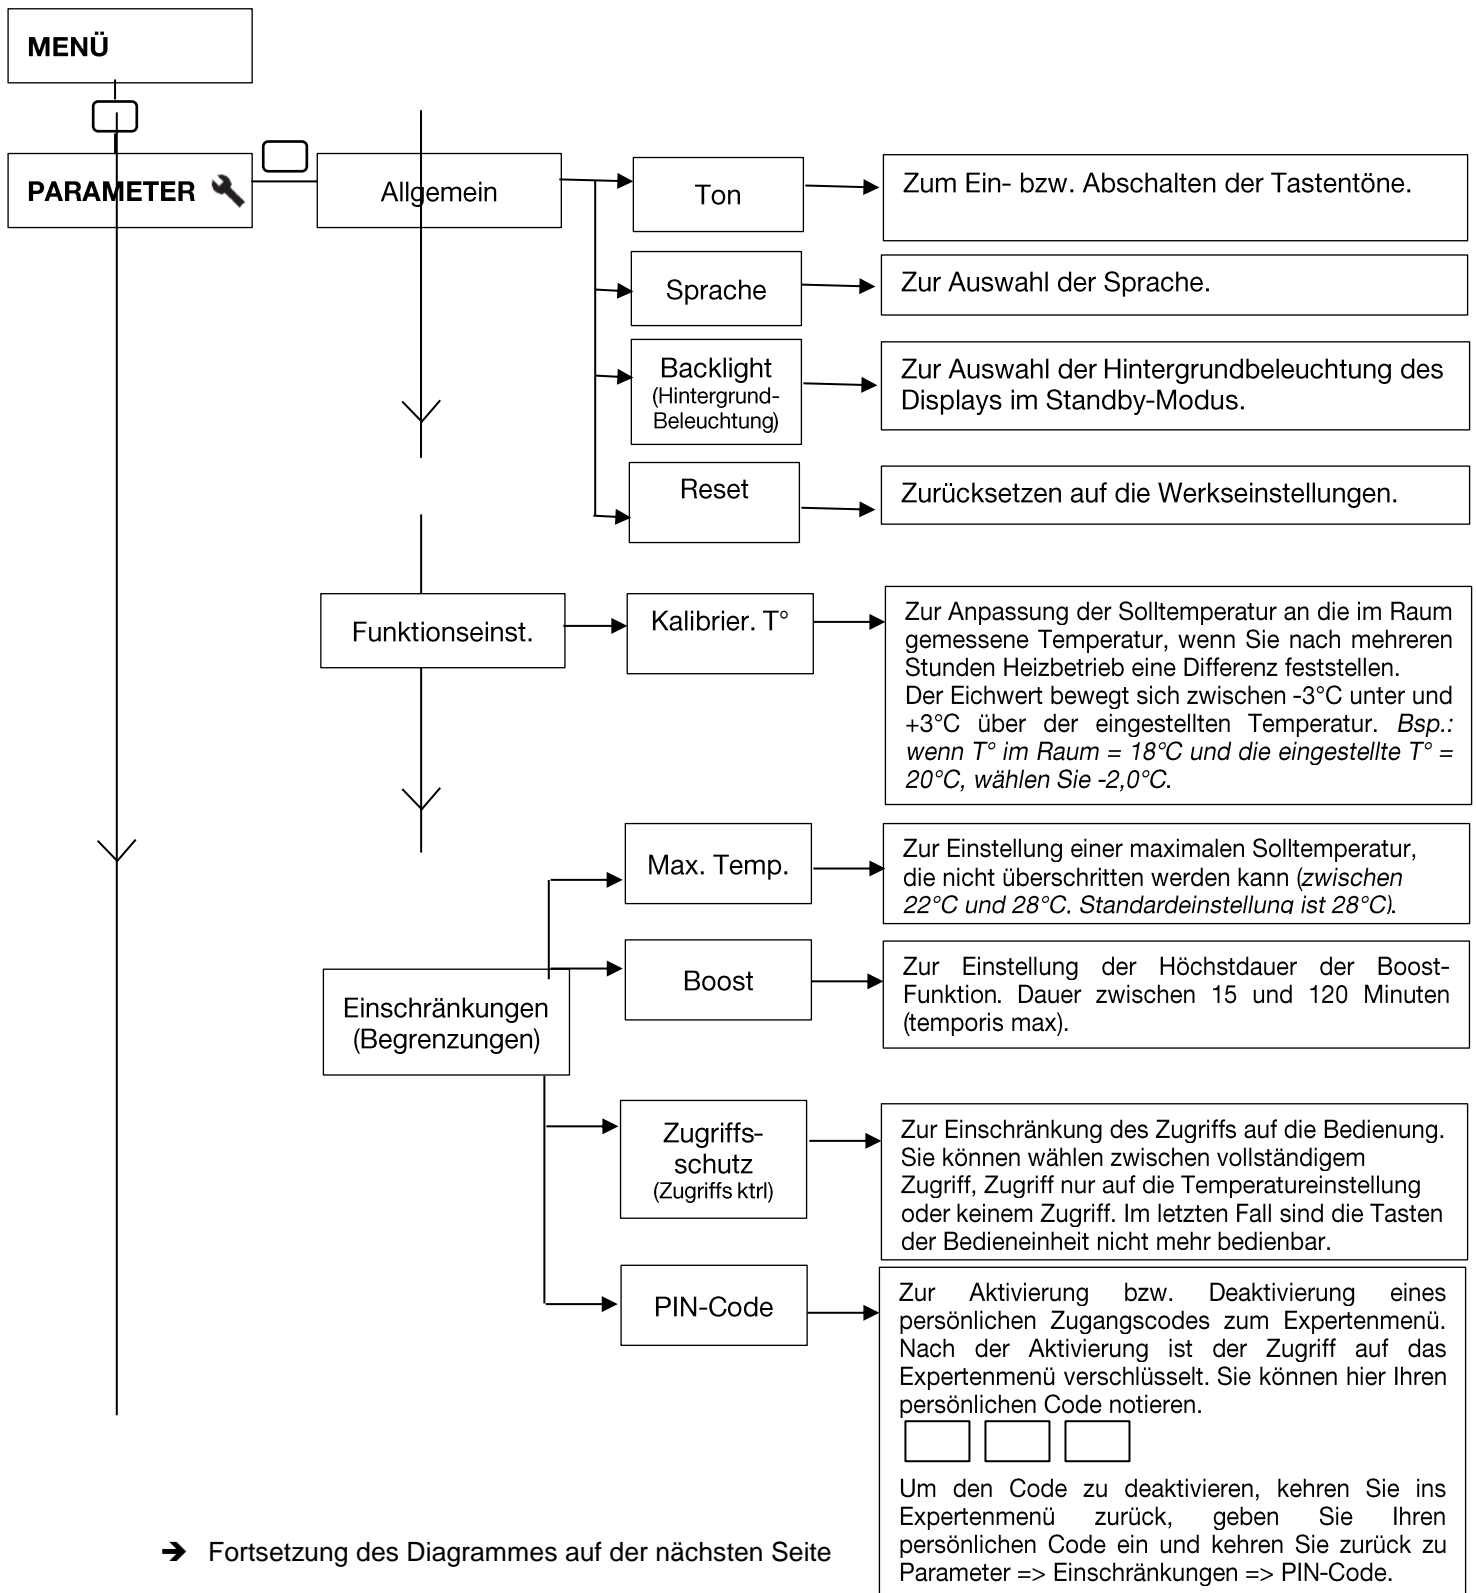 MENÜ
PARAMETER
Allgemein
Ton
Zum Ein- bzw. Abschalten der Tastentöne.
Sprache
Zur Auswahl der Sprache.
Backlight
(Hintergrund-
Beleuchtung)
Zur Auswahl der Hintergrundbeleuchtung des
Displays im Standby-Modus.
Reset
Zurücksetzen auf die Werkseinstellungen.
Funktionseinst.
Kalibrier. T°
Zur Anpassung der Solltemperatur an die im Raum
gemessene Temperatur, wenn Sie nach mehreren
Stunden Heizbetrieb eine Differenz feststellen.
Der Eichwert bewegt sich zwischen -3°C unter und
+3°C über der eingestellten Temperatur. Bsp.:
wenn T° im Raum = 18°C und die eingestellte T° =
20°C, wählen Sie -2,0°C.
Einschränkungen
(Begrenzungen)
Max. Temp.
Zur Einstellung einer maximalen Solltemperatur,
die nicht überschritten werden kann (zwischen
22°C und 28°C. Standardeinstellung ist 28°C).
Boost
Zur Einstellung der Höchstdauer der Boost-
Funktion. Dauer zwischen 15 und 120 Minuten
(temporis max).
Zugriffs-
schutz
(Zugriffs ktrl)
Zur Einschränkung des Zugriffs auf die Bedienung.
Sie können wählen zwischen vollständigem
Zugriff, Zugriff nur auf die Temperatureinstellung
oder keinem Zugriff. Im letzten Fall sind die Tasten
der Bedieneinheit nicht mehr bedienbar.
PIN-Code
Zur Aktivierung bzw. Deaktivierung eines
persönlichen Zugangscodes zum Expertenmenü.
Nach der Aktivierung ist der Zugriff auf das
Expertenmenü verschlüsselt. Sie können hier Ihren
persönlichen Code notieren.
Um den Code zu deaktivieren, kehren Sie ins
Expertenmenü zurück, geben Sie Ihren
persönlichen Code ein und kehren Sie zurück zu
Parameter => Einschränkungen => PIN-Code.
➔ Fortsetzung des Diagrammes auf der nächsten Seite